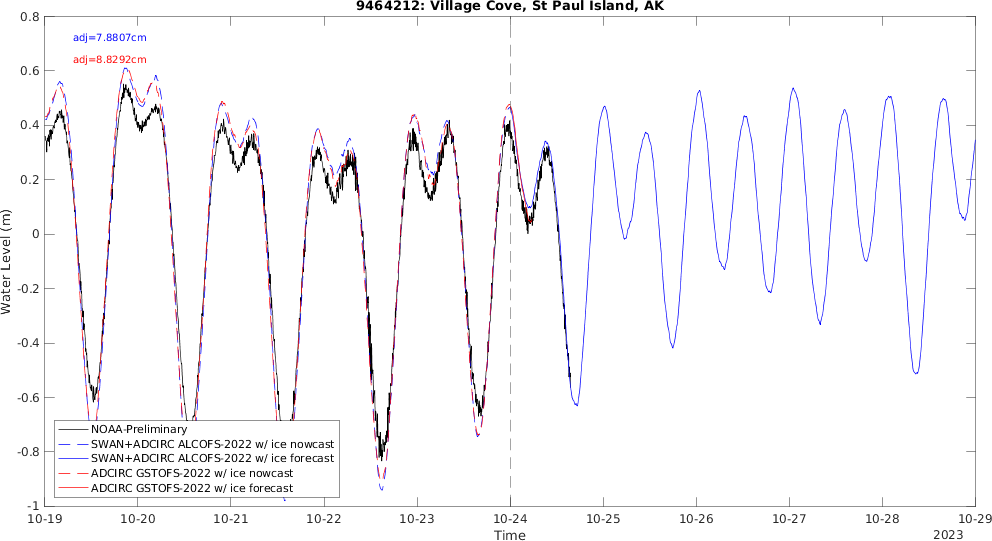 9464212: Village Cove, St Paul Island, AK
adj=7.8807cm
adj=8.8292cm
Water Level (m)
0.8
0.6
0.4
0.2
0
-0.2
-0.4
-0.6
-0.8
-1
NOAA-Preliminary
SWAN+ADCIRC ALCOFS-2022 w/ ice nowcast
SWAN+ADCIRC ALCOFS-2022 w/ ice forecast
ADCIRC GSTOFS-2022 w/ ice nowcast
ADCIRC GSTOFS-2022 w/ ice forecast
10-19 10-20 10-21 10-22 10-23 10-24 10-25 10-26 10-27 10-28 10-29
Time
2023